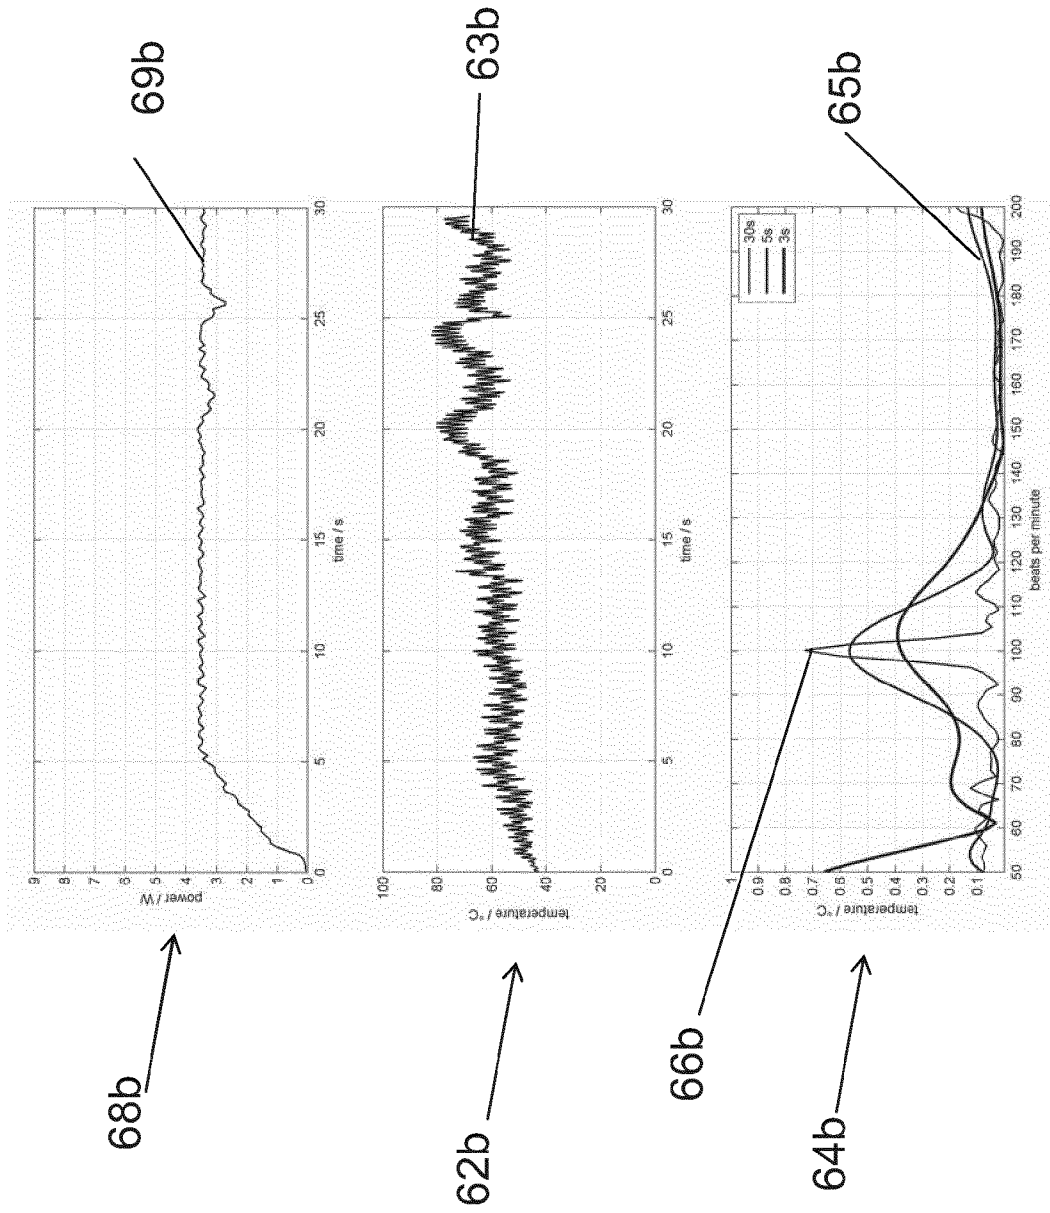 68b
69b
power / W
9
8
7
6
5
4
3
2
1
0
0 5 10 15 20 25 30
time / s
62b
63b
temperature / °C
100
80
60
40
20
0
0 5 10 15 20 25 30
time / s
66b
64b
65b
temperature / °C
1
0.9
0.8
0.7
0.6
0.5
0.4
0.3
0.2
0.1
30s
5s
3s
50 60 70 80 90 100 110 120 130 140 150 160 170 180 190 200
beats per minute